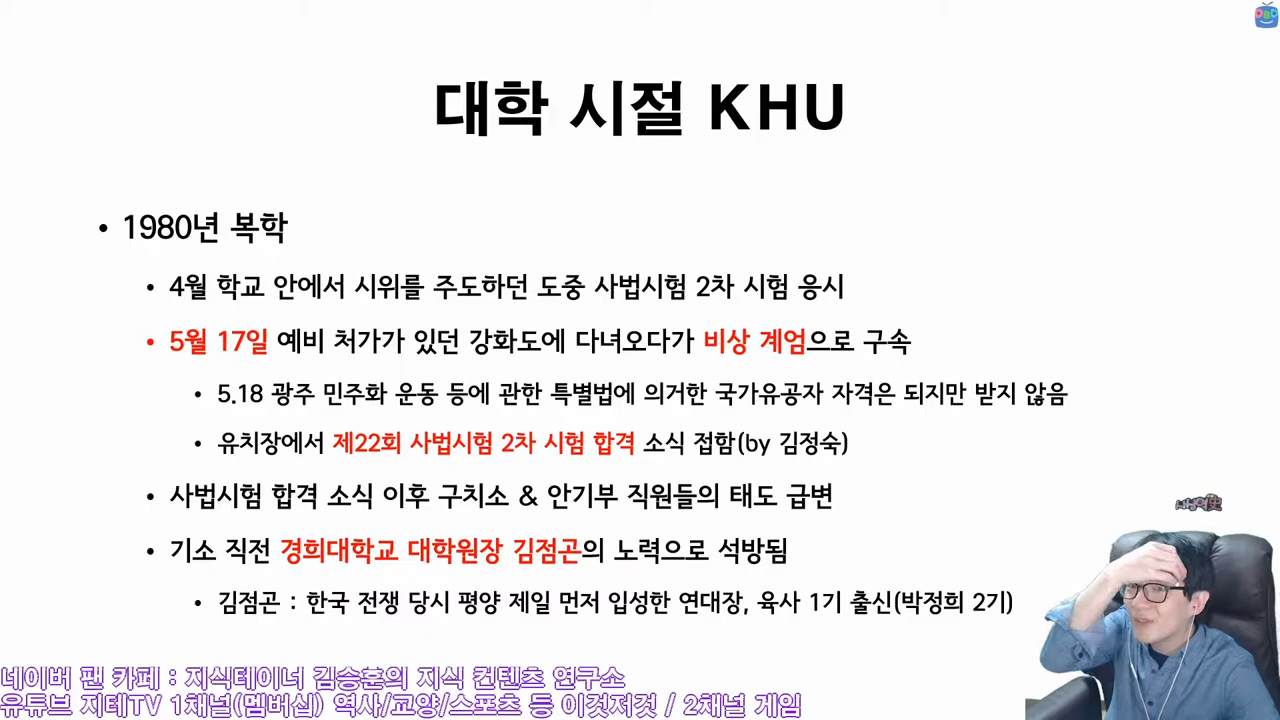 대학 시절 KHU
• 1980년 복학
• 4월 학교 안에서 시위를 주도하던 도중 사법시험 2차 시험 응시
• 5월 17일 예비 처가가 있던 강화도에 다녀오다가 비상 계엄으로 구속
• 5.18 광주 민주화 운동 등에 관한 특별법에 의거한 국가유공자 자격은 되지만 받지 않음
• 유치장에서 제22회 사법시험 2차 시험 합격 소식 접함(by 김정숙)
• 사법시험 합격 소식 이후 구치소 & 안기부 직원들의 태도 급변
• 기소 직전 경희대학교 대학원장 김점곤의 노력으로 석방됨
• 김점곤 : 한국 전쟁 당시 평양 제일 먼저 입성한 연대장, 육사 1기 출신(박정희 2기)
네이버 팬 카페 : 지식테이너 김승훈의 지식 컨텐츠 연구소
유튜브 지테TV 1채널(멤버십) 역사/교양/스포츠 등 이것저것 / 2채널 게임